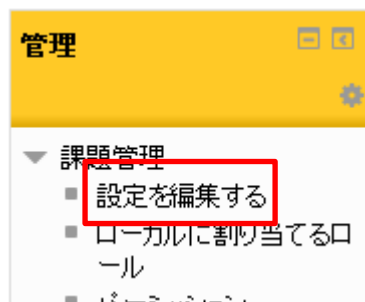 管理
課題管理
設定を編集する
ローカルに割り当てるロ
ール